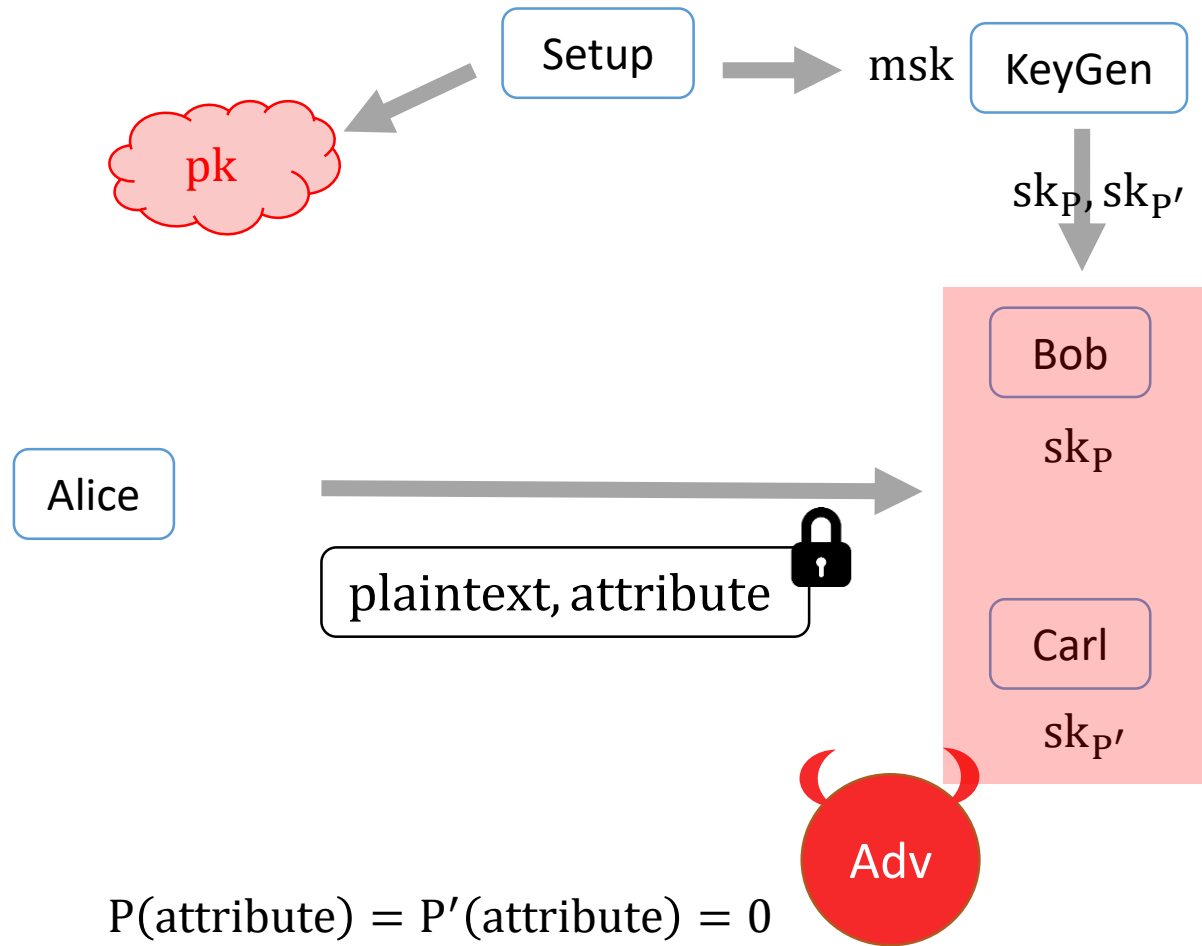 Setup
msk
KeyGen
pk
sk_P, sk_P′
Bob
sk_P
Alice
plaintext, attribute
Carl
sk_P′
Adv
P(attribute) = P′(attribute) = 0